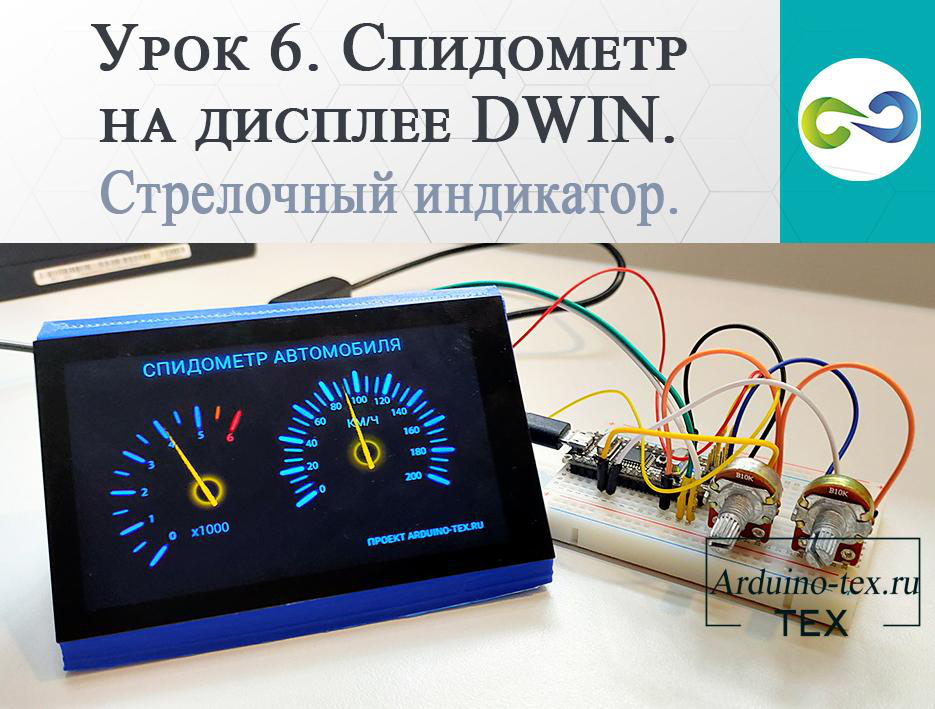 Урок 6. Спидометр
на дисплее DWIN.
Стрелочный индикатор.
СПИДОМЕТР АВТОМОБИЛЯ
0
1
2
3
4
5
6
x1000
0
20
40
60
80
100
120
140
160
180
200
КМ/Ч
ПРОЕКТ ARDUINO-TEX.RU
B10K
B10K
Arduino-tex.ru
TEX